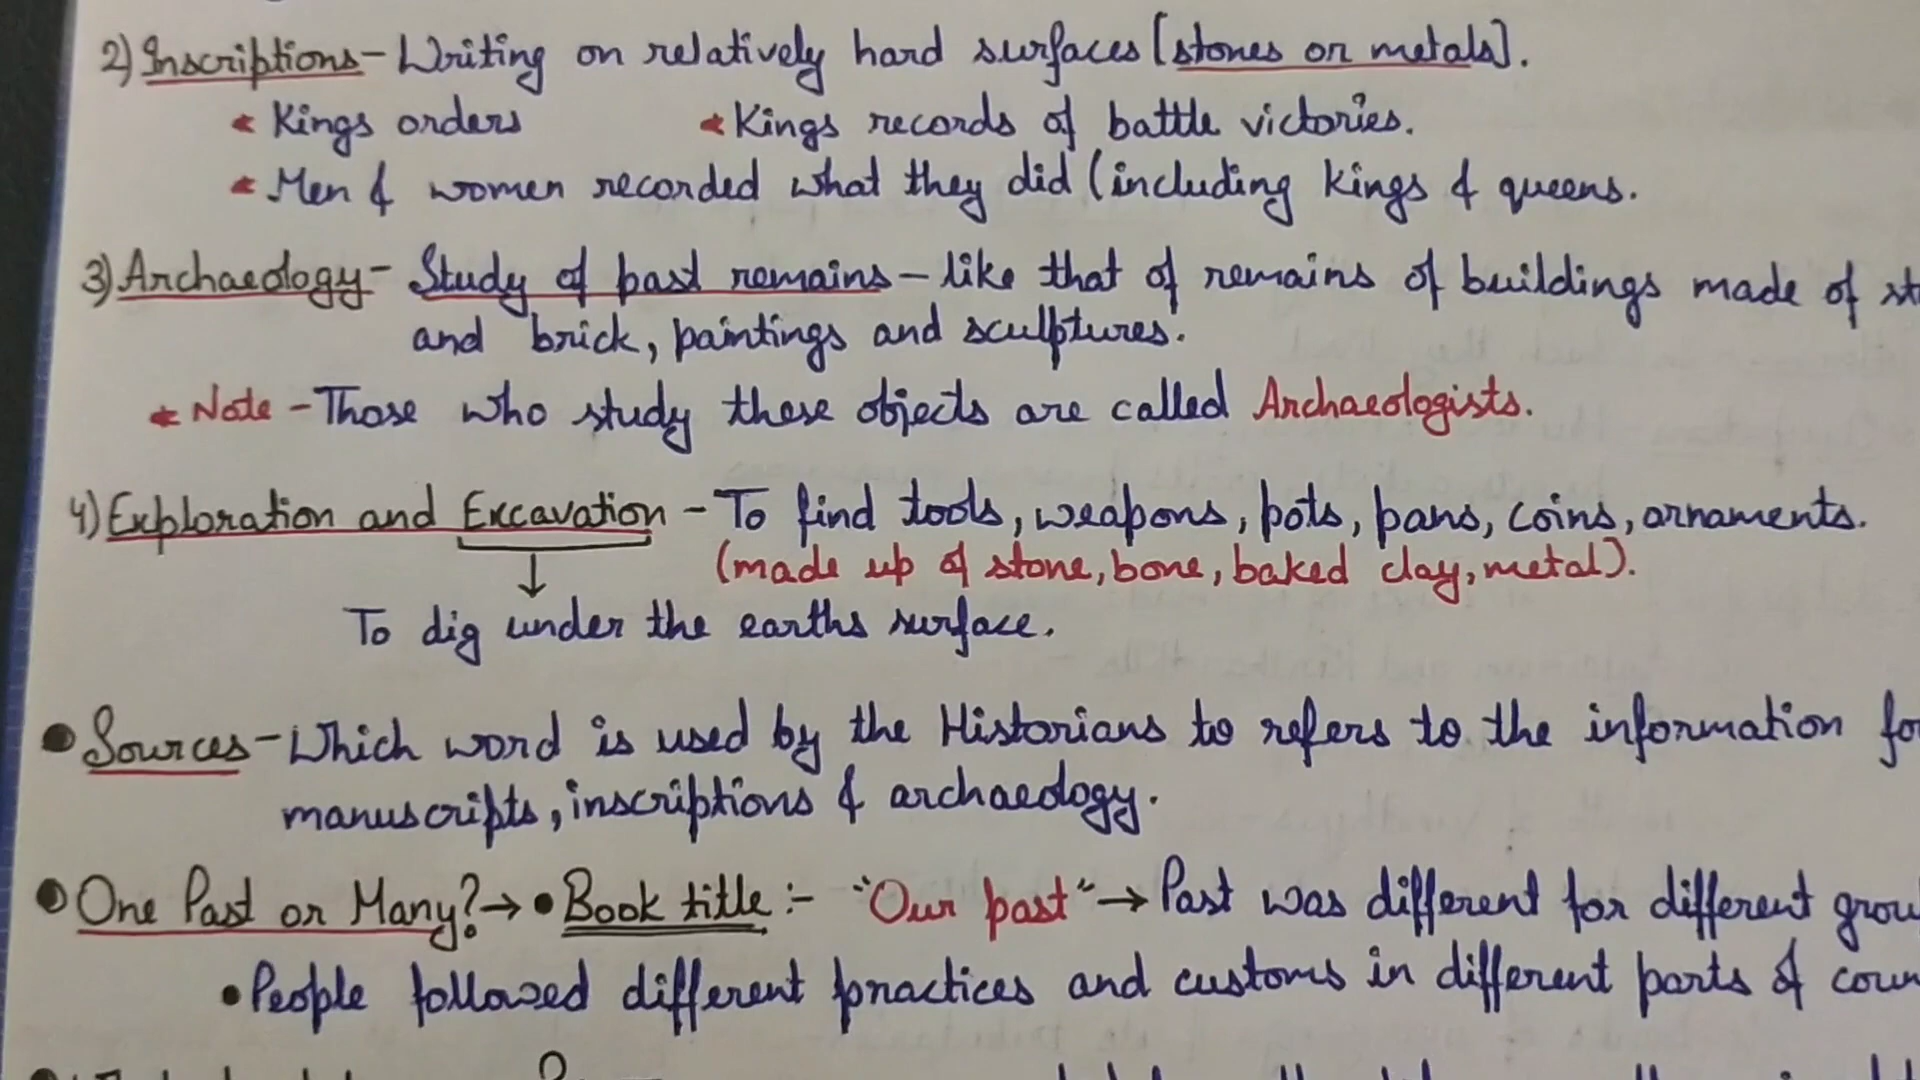 2) Inscriptions - Writing on relatively hard surfaces [stones or metals].
Kings orders Kings records of battle victories.
Men & women recorded what they did (including kings & queens.
3) Archaeology - Study of past remains - like that of remains of buildings made of
and brick, paintings and sculptures.
Note - Those who study these objects are called Archaeologists.
4) Exploration and Excavation - To find tools, weapons, pots, pans, coins, ornaments.
(made up of stone, bone, baked clay, metal).
To dig under the earths surface.
• Sources - Which word is used by the Historians to refers to the information
manuscripts, inscriptions & archaeology.
• One Past or Many? → • Book title :- "Our past" → Past was different for different
• People followed different practices and customs in different parts of